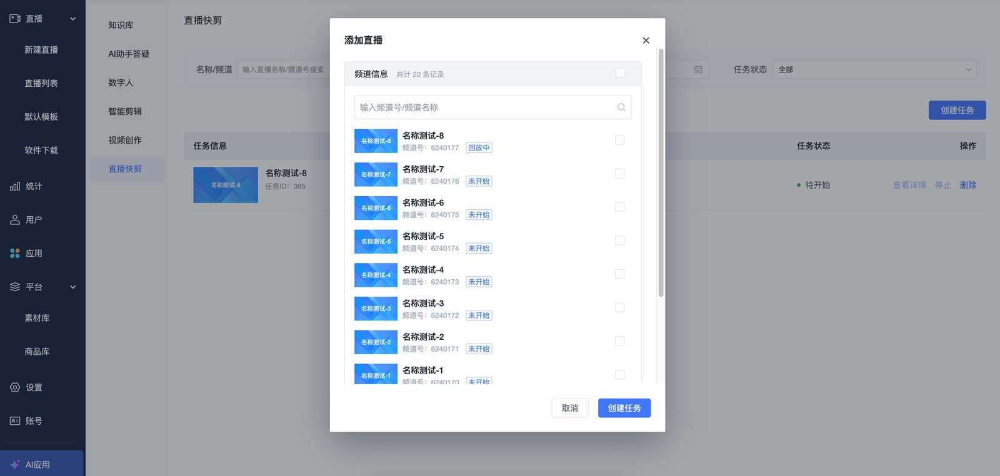 直播
新建直播
直播列表
默认模板
软件下载
统计
用户
应用
平台
素材库
商品库
设置
账号
AI应用
知识库
AI助手答疑
数字人
智能剪辑
视频创作
直播快剪
直播快剪
名称/频道
输入直播名称/频道号搜索
任务状态
全部
创建任务
任务信息
任务状态
操作
名称测试-8
名称测试-8
任务ID：365
待开始
查看详情 停止 删除
添加直播
频道信息 共计 20 条记录
输入频道号/频道名称
名称测试-8
名称测试-8
频道号：6240177 回放中
名称测试-7
名称测试-7
频道号：6240176 未开始
名称测试-6
名称测试-6
频道号：6240175 未开始
名称测试-5
名称测试-5
频道号：6240174 未开始
名称测试-4
名称测试-4
频道号：6240173 未开始
名称测试-3
名称测试-3
频道号：6240172 未开始
名称测试-2
名称测试-2
频道号：6240171 未开始
名称测试-1
名称测试-1
频道号：6240170 未开始
取消
创建任务